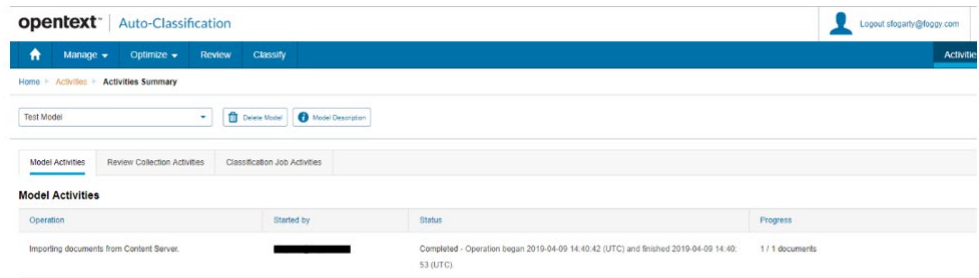 opentext™ | Auto-Classification
Logout sfogarty@foggy.com
Manage Optimize Review Classify
Activitie
Home > Activities > Activities Summary
Test Model
Delete Model
Model Description
Model Activities Review Collection Activities Classification Job Activities
Model Activities
Operation Started by Status Progress
Importing documents from Content Server. Completed - Operation began 2019-04-09 14:40:42 (UTC) and finished 2019-04-09 14:40: 1 / 1 documents
53 (UTC)